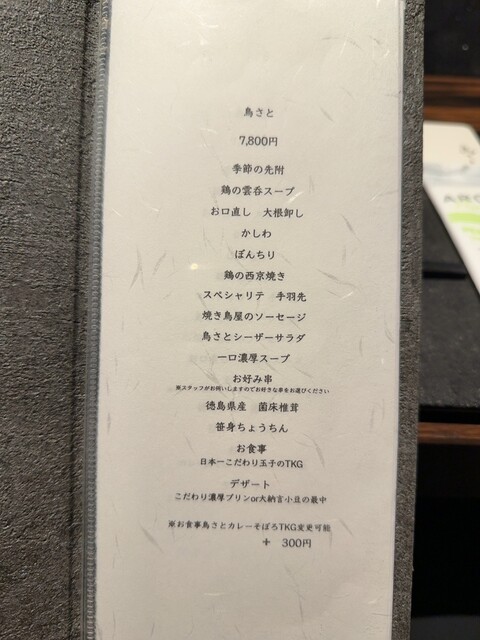 鳥さと
7,800円
季節の先附
鶏の雲呑スープ
お口直し　大根卸し
かしわ
ぼんちり
鶏の西京焼き
スペシャリテ　手羽先
焼き鳥屋のソーセージ
鳥さとシーザーサラダ
一口濃厚スープ
お好み串
※スタッフがお伺いしますのでお好きな串をお選びください
徳島県産　菌床椎茸
笹身ちょうちん
お食事
日本一こだわり玉子のTKG
デザート
こだわり濃厚プリンor大納言小豆の最中
※お食事鳥さとカレーそぼろTKG変更可能
＋　300円